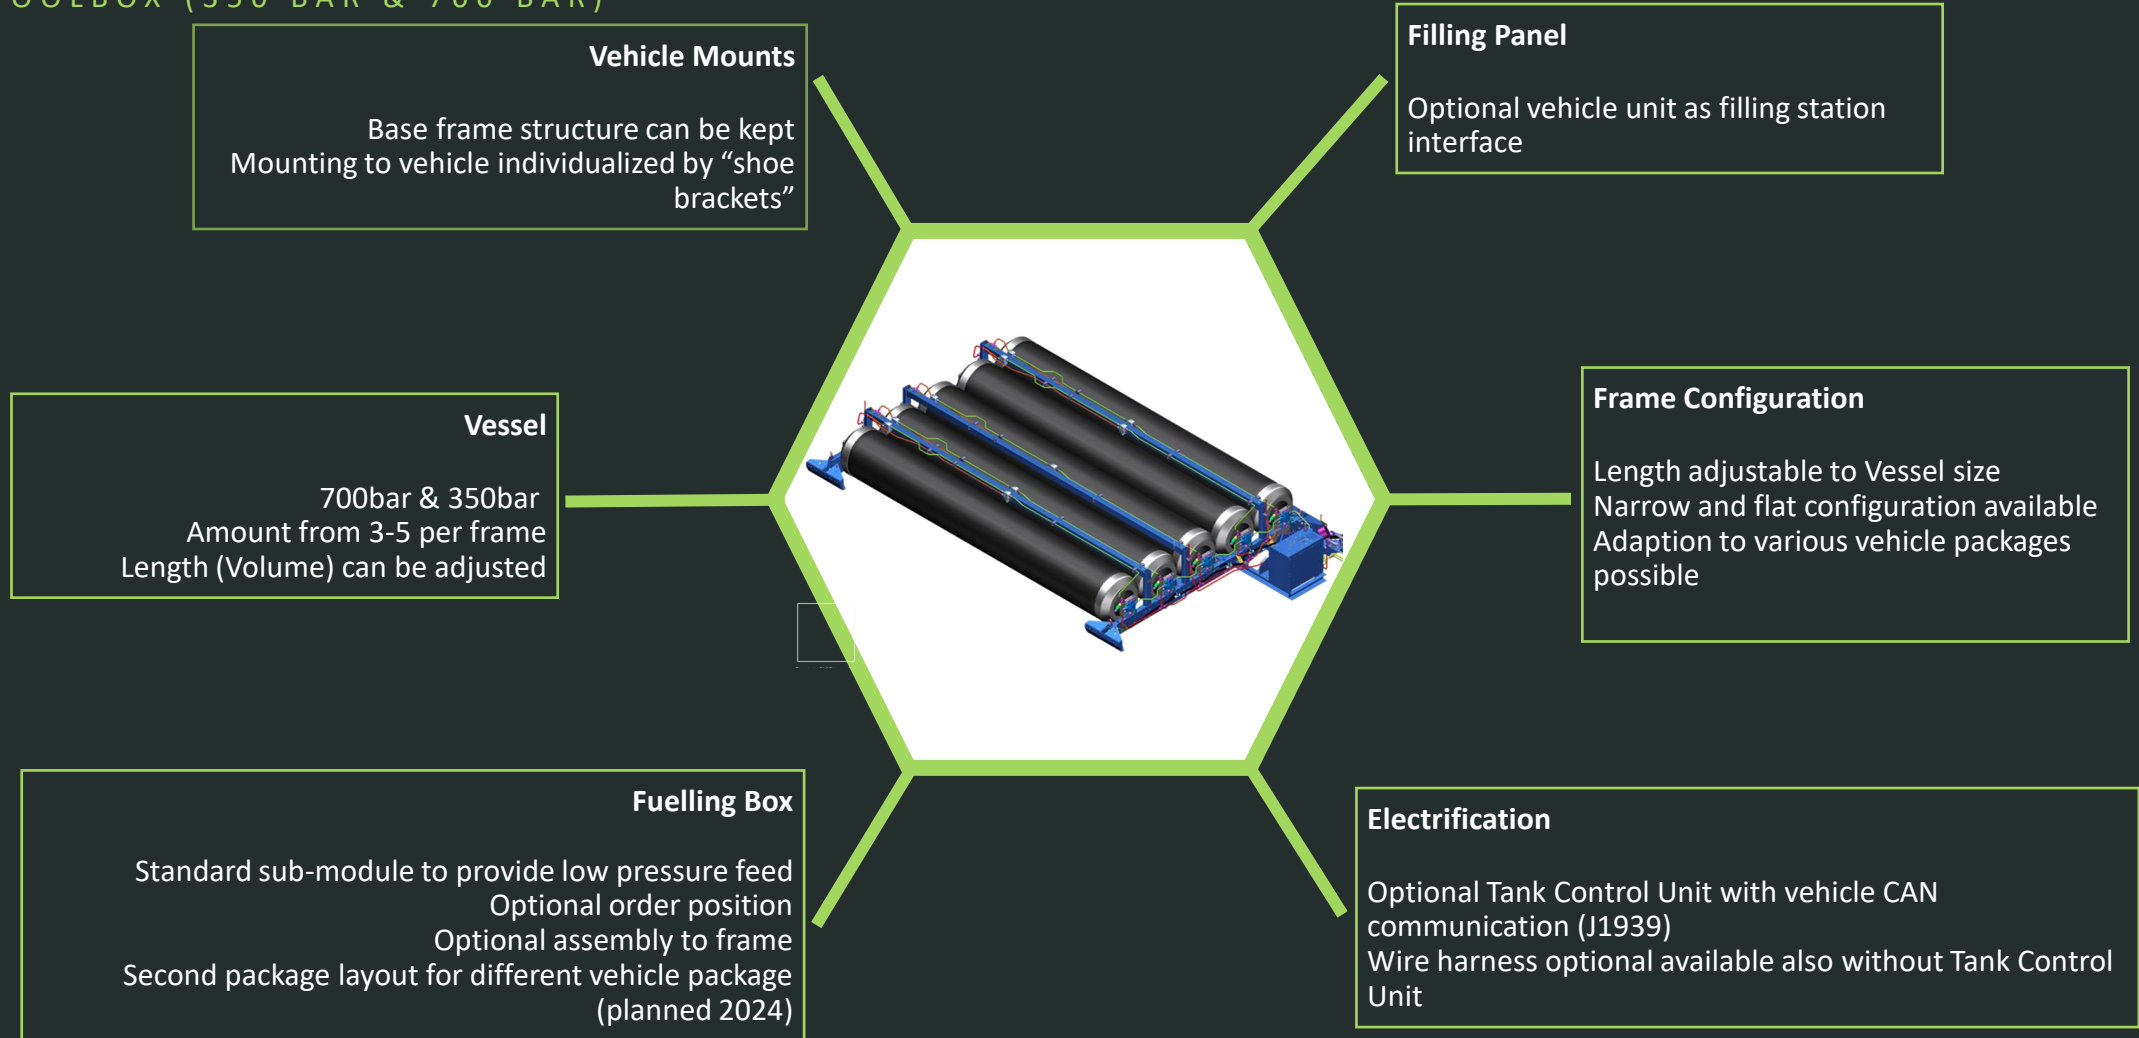 OOLBOX (350 BAR & 700 BAR)
Vehicle Mounts
Base frame structure can be kept
Mounting to vehicle individualized by “shoe
brackets”
Filling Panel
Optional vehicle unit as filling station
interface
Vessel
700bar & 350bar
Amount from 3-5 per frame
Length (Volume) can be adjusted
Frame Configuration
Length adjustable to Vessel size
Narrow and flat configuration available
Adaption to various vehicle packages
possible
Fuelling Box
Standard sub-module to provide low pressure feed
Optional order position
Optional assembly to frame
Second package layout for different vehicle package
(planned 2024)
Electrification
Optional Tank Control Unit with vehicle CAN
communication (J1939)
Wire harness optional available also without Tank Control
Unit